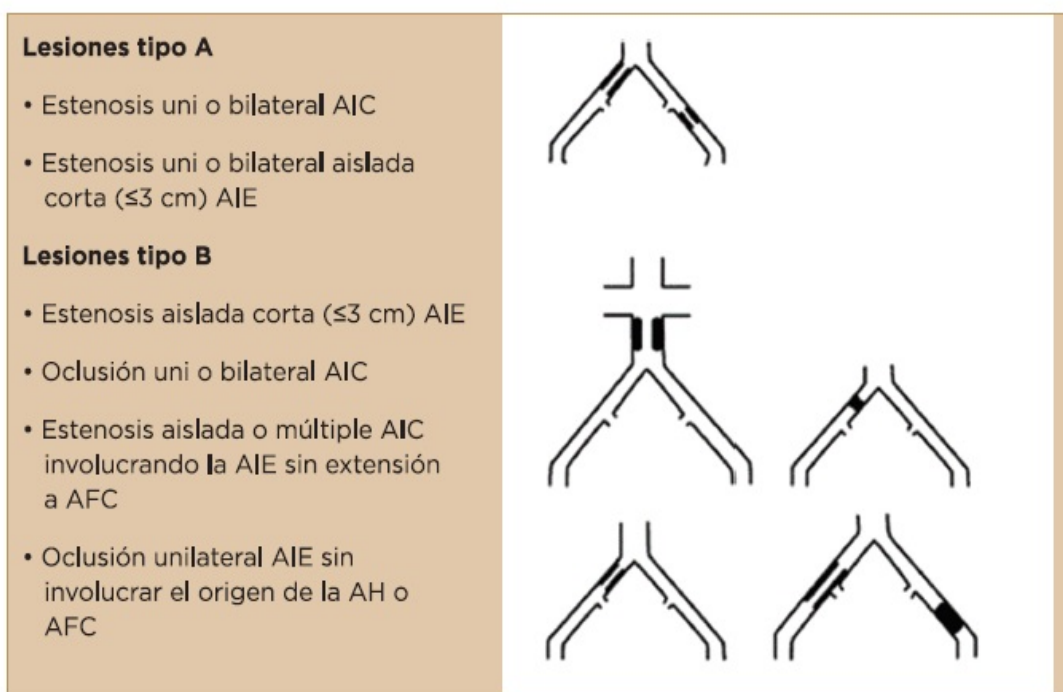 Lesiones tipo A
• Estenosis uni o bilateral AIC
• Estenosis uni o bilateral aislada
corta (≤3 cm) AIE
Lesiones tipo B
• Estenosis aislada corta (≤3 cm) AIE
• Oclusión uni o bilateral AIC
• Estenosis aislada o múltiple AIC
involucrando la AIE sin extensión
a AFC
• Oclusión unilateral AIE sin
involucrar el origen de la AH o
AFC